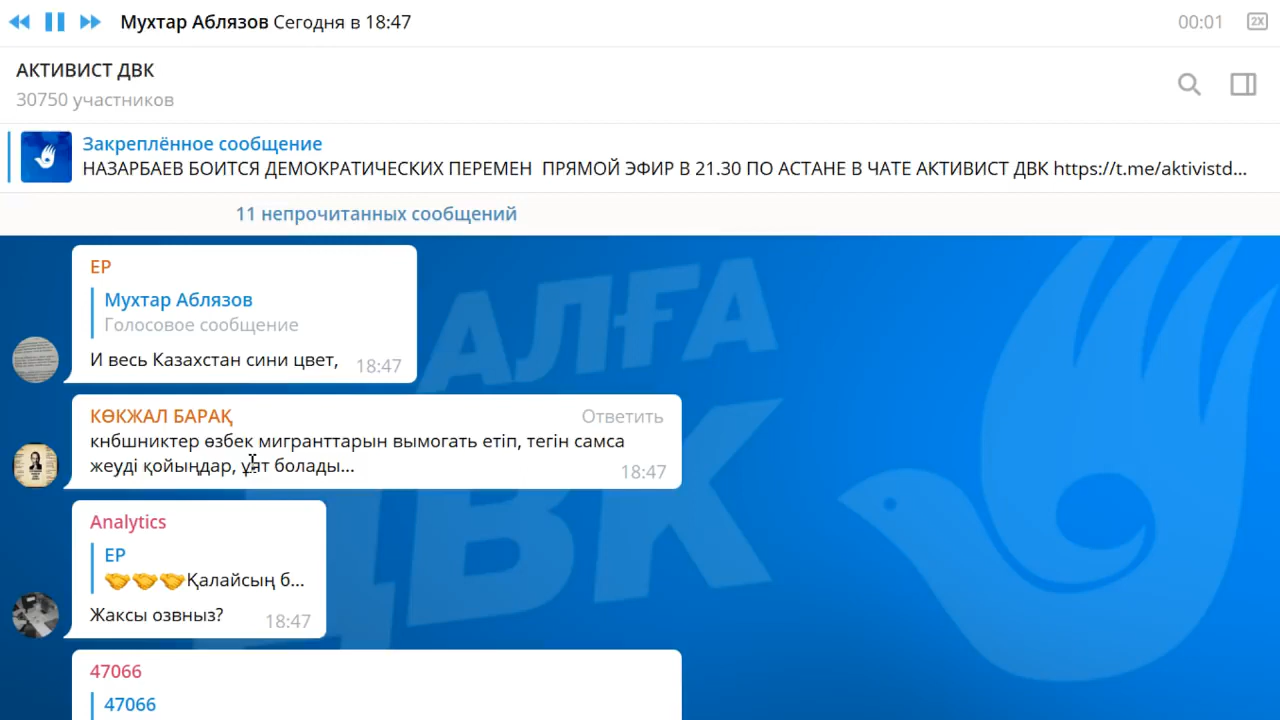 Мухтар Аблязов Сегодня в 18:47
00:01
2X
АКТИВИСТ ДВК
30750 участников
Закреплённое сообщение
НАЗАРБАЕВ БОИТСЯ ДЕМОКРАТИЧЕСКИХ ПЕРЕМЕН ПРЯМОЙ ЭФИР В 21.30 ПО АСТАНЕ В ЧАТЕ АКТИВИСТ ДВК https://t.me/aktivistd...
11 непрочитанных сообщений
ЕР
Мухтар Аблязов
Голосовое сообщение
И весь Казахстан сини цвет,
18:47
КӨКЖАЛ БАРАҚ
Ответить
кнбшниктер өзбек мигранттарын вымогать етіп, тегін самса
жеуді қойыңдар, ұят болады...
18:47
Analytics
ЕР
🤝🤝🤝Қалайсың б...
Жаксы озвныз?
18:47
47066
47066
АЛҒА
ДВК